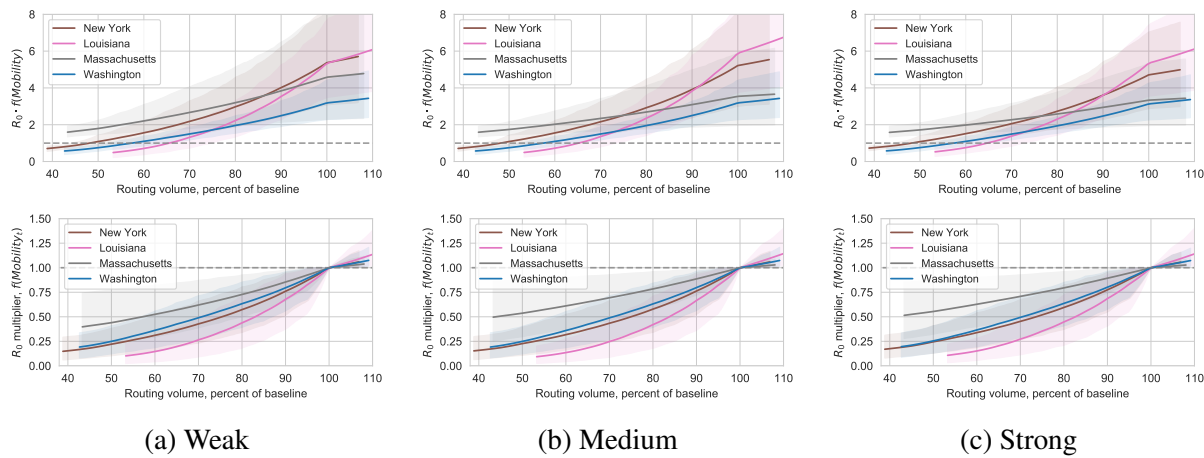 8
6
4
2
0
R₀ · f(Mobility)
New York
Louisiana
Massachusetts
Washington
40 50 60 70 80 90 100 110
Routing volume, percent of baseline
8
6
4
2
0
R₀ · f(Mobility)
New York
Louisiana
Massachusetts
Washington
40 50 60 70 80 90 100 110
Routing volume, percent of baseline
8
6
4
2
0
R₀ · f(Mobility)
New York
Louisiana
Massachusetts
Washington
40 50 60 70 80 90 100 110
Routing volume, percent of baseline
1.50
1.25
1.00
0.75
0.50
0.25
0.00
R₀ multiplier, f(Mobilityₜ)
New York
Louisiana
Massachusetts
Washington
40 50 60 70 80 90 100 110
Routing volume, percent of baseline
1.50
1.25
1.00
0.75
0.50
0.25
0.00
R₀ multiplier, f(Mobilityₜ)
New York
Louisiana
Massachusetts
Washington
40 50 60 70 80 90 100 110
Routing volume, percent of baseline
1.50
1.25
1.00
0.75
0.50
0.25
0.00
R₀ multiplier, f(Mobilityₜ)
New York
Louisiana
Massachusetts
Washington
40 50 60 70 80 90 100 110
Routing volume, percent of baseline
(a) Weak
(b) Medium
(c) Strong